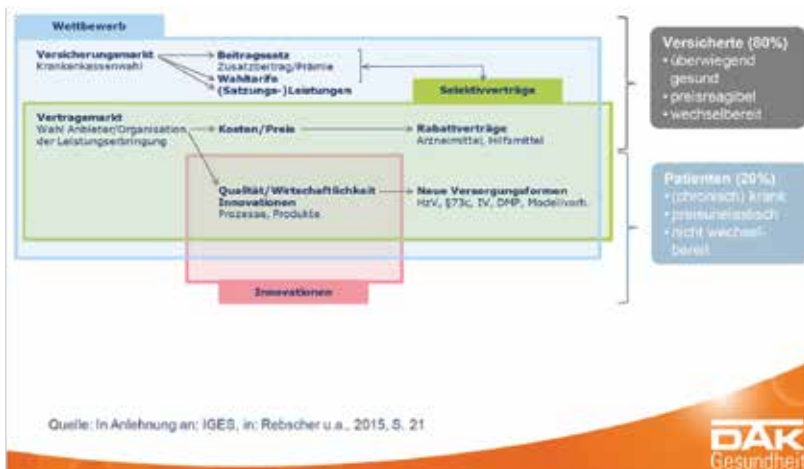 Wettbewerb
Versicherungsmarkt
Krankenkassenwahl
Beitragssatz
Zusatzbeitrag/Prämie
Wahltarife
(Satzungs-)Leistungen
Selektivverträge
Vertragsmarkt
Wahl Anbieter/Organisation
der Leistungserbringung
Kosten/Preis
Rabattverträge
Arzneimittel, Hilfsmittel
Qualität/Wirtschaftlichkeit
Innovationen
Prozesse, Produkte
Neue Versorgungsformen
HzV, §73c, IV, DMP, Modellvorh.
Innovationen
Versicherte (80%)
• überwiegend
gesund
• preisreagibel
• wechselbereit
Patienten (20%)
• (chronisch) krank
• preisunelastisch
• nicht wechsel-
bereit
Quelle: In Anlehnung an: IGES, in: Rebscher u.a., 2015, S. 21
DAK
Gesundheit